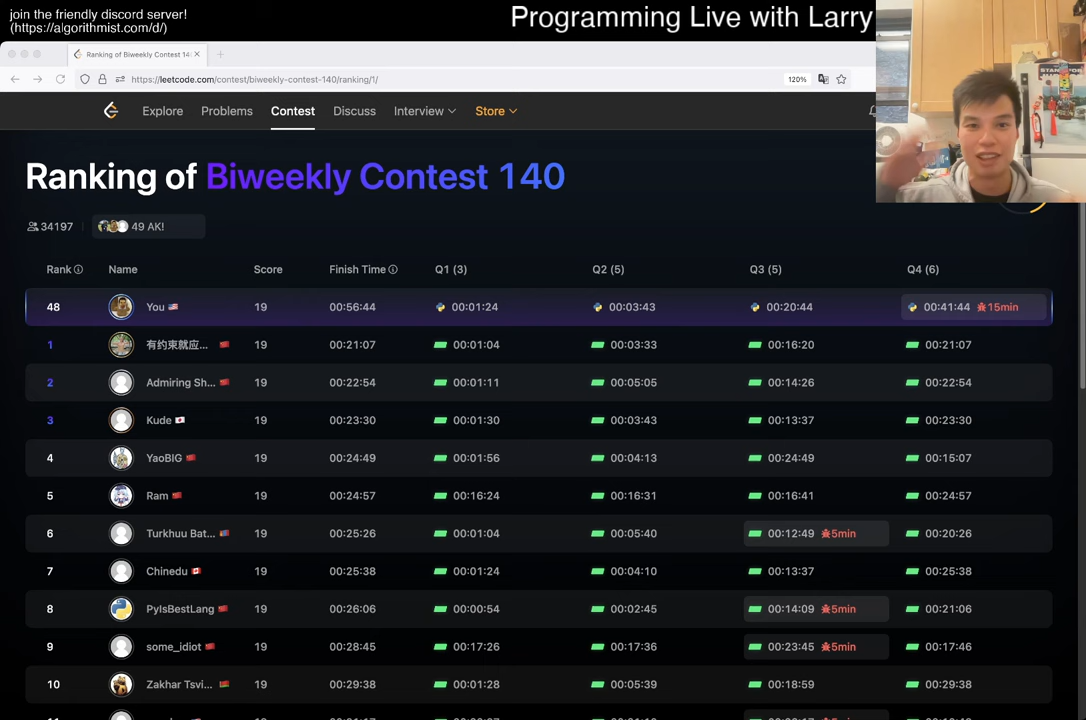 join the friendly discord server!
(https://algorithmist.com/d/)
Programming Live with Larry
Ranking of Biweekly Contest 14
https://leetcode.com/contest/biweekly-contest-140/ranking/1/
120%
Explore Problems Contest Discuss Interview Store
Ranking of Biweekly Contest 140
34197 49 AK!
Rank Name Score Finish Time Q1 (3) Q2 (5) Q3 (5) Q4 (6)
48 You 19 00:56:44 00:01:24 00:03:43 00:20:44 00:41:44 15min
1 有约束就应... 19 00:21:07 00:01:04 00:03:33 00:16:20 00:21:07
2 Admiring Sh... 19 00:22:54 00:01:11 00:05:05 00:14:26 00:22:54
3 Kude 19 00:23:30 00:01:30 00:03:43 00:13:37 00:23:30
4 YaoBIG 19 00:24:49 00:01:56 00:04:13 00:24:49 00:15:07
5 Ram 19 00:24:57 00:16:24 00:16:31 00:16:41 00:24:57
6 Turkhuu Bat... 19 00:25:26 00:01:04 00:05:40 00:12:49 5min 00:20:26
7 Chinedu 19 00:25:38 00:01:24 00:04:10 00:13:37 00:25:38
8 PyIsBestLang 19 00:26:06 00:00:54 00:02:45 00:14:09 5min 00:21:06
9 some_idiot 19 00:28:45 00:17:26 00:17:36 00:23:45 5min 00:17:46
10 Zakhar Tsvi... 19 00:29:38 00:01:28 00:05:39 00:18:59 00:29:38